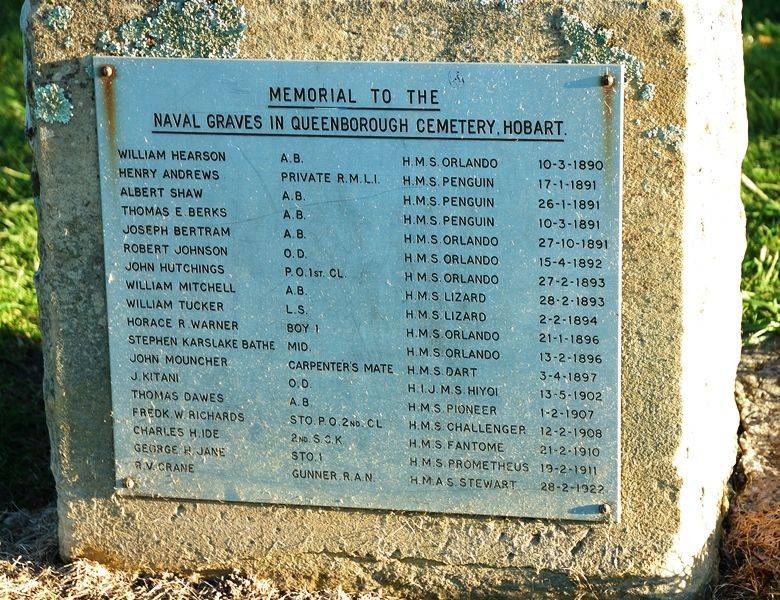 MEMORIAL TO THE
NAVAL GRAVES IN QUEENBOROUGH CEMETERY, HOBART.
WILLIAM HEARSON A.B. H.M.S. ORLANDO 10-3-1890
HENRY ANDREWS PRIVATE R.M.L.I. H.M.S. PENGUIN 17-1-1891
ALBERT SHAW A.B. H.M.S. PENGUIN 26-1-1891
THOMAS E. BERKS A.B. H.M.S. PENGUIN 10-3-1891
JOSEPH BERTRAM A.B. H.M.S. ORLANDO 27-10-1891
ROBERT JOHNSON O.D. H.M.S. ORLANDO 15-4-1892
JOHN HUTCHINGS P.O. 1ST. CL. H.M.S. ORLANDO 27-2-1893
WILLIAM MITCHELL A.B. H.M.S. LIZARD 28-2-1893
WILLIAM TUCKER L.S. H.M.S. LIZARD 2-2-1894
HORACE R. WARNER BOY 1 H.M.S. ORLANDO 21-1-1896
STEPHEN KARSLAKE BATHE MID. H.M.S. ORLANDO 13-2-1896
JOHN MOUNCHER CARPENTER'S MATE H.M.S. DART 3-4-1897
J. KITANI O.D. H.I.J.M.S. HIYOI 13-5-1902
THOMAS DAWES A.B. H.M.S. PIONEER 1-2-1907
FREDK. W. RICHARDS STO. P.O. 2ND. CL H.M.S. CHALLENGER 12-2-1908
CHARLES H. IDE 2ND. S.S.K H.M.S. FANTOME 21-2-1910
GEORGE H. JANE STO. 1 H.M.S. PROMETHEUS 19-2-1911
R.V. CRANE GUNNER. R.A.N. H.M.A.S. STEWART 28-2-1922